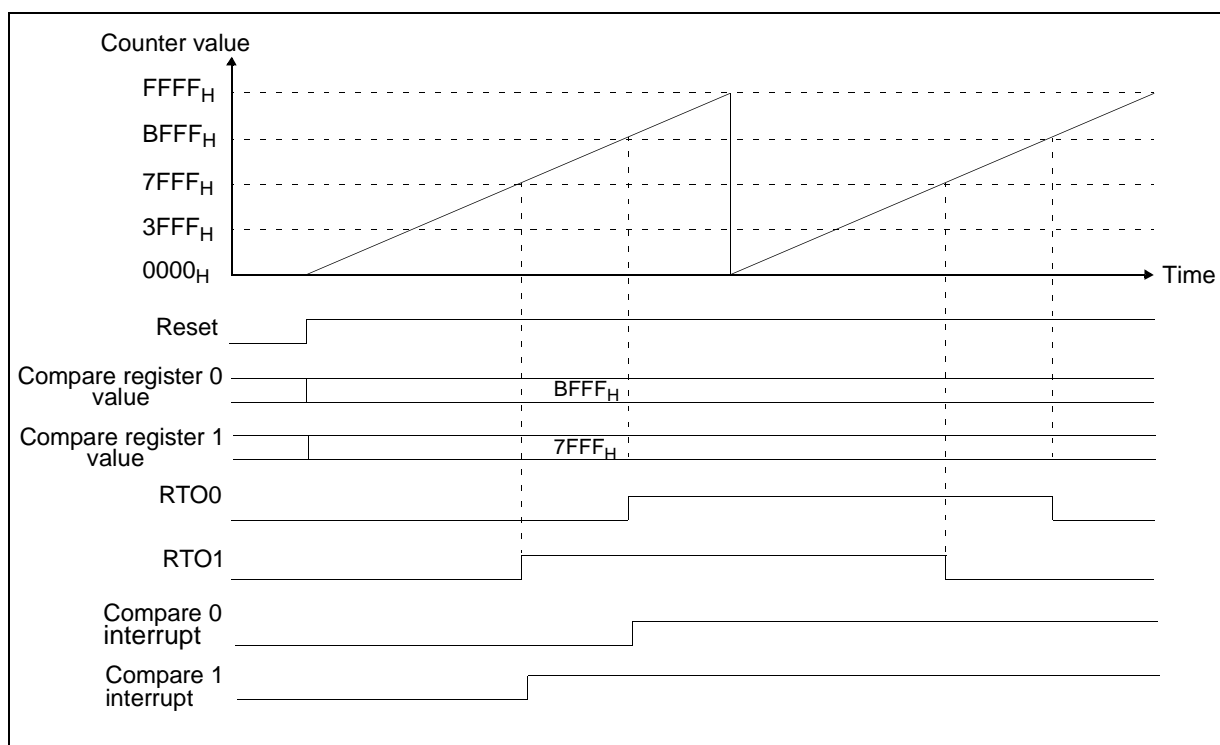 Counter value
FFFFH
BFFFH
7FFFH
3FFFH
0000H
Time
Reset
Compare register 0
value
BFFFH
Compare register 1
value
7FFFH
RTO0
RTO1
Compare 0
interrupt
Compare 1
interrupt